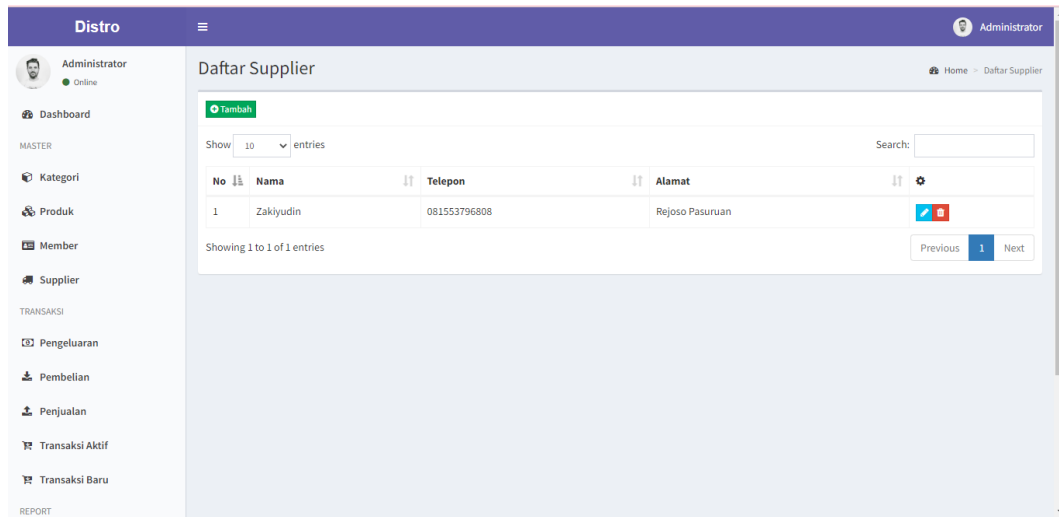 Distro
Administrator
Administrator
Online
Dashboard
MASTER
Kategori
Produk
Member
Supplier
TRANSAKSI
Pengeluaran
Pembelian
Penjualan
Transaksi Aktif
Transaksi Baru
REPORT
Daftar Supplier
Home > Daftar Supplier
Tambah
Show 10 entries
Search:
No Nama Telepon Alamat
1 Zakiyudin 081553796808 Rejoso Pasuruan
Showing 1 to 1 of 1 entries
Previous 1 Next